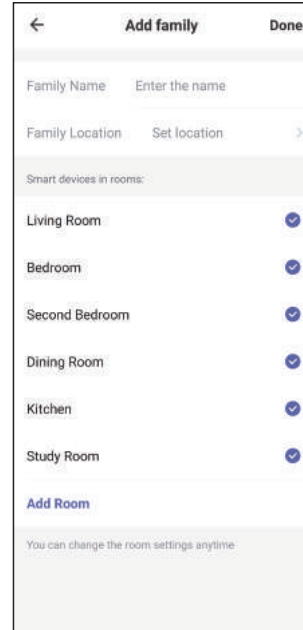 Add family Done
Family Name Enter the name
Family Location Set location
Smart devices in rooms:
Living Room
Bedroom
Second Bedroom
Dining Room
Kitchen
Study Room
Add Room
You can change the room settings anytime